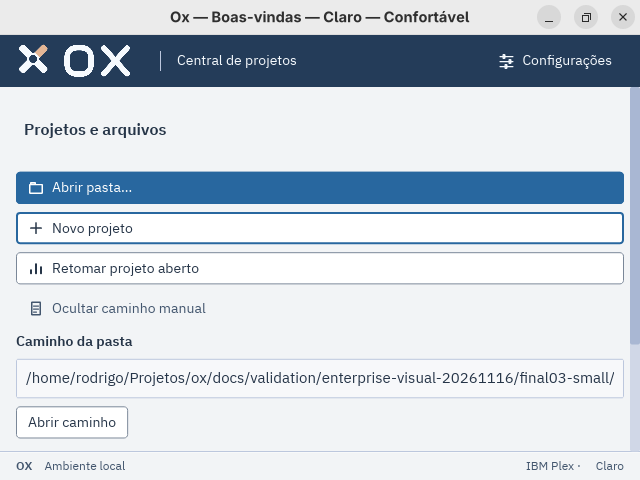 Ox — Boas-vindas — Claro — Confortável
OX Central de projetos Configurações
Projetos e arquivos
Abrir pasta...
Novo projeto
Retomar projeto aberto
Ocultar caminho manual
Caminho da pasta
/home/rodrigo/Projetos/ox/docs/validation/enterprise-visual-20261116/final03-small/
Abrir caminho
OX Ambiente local IBM Plex · Claro